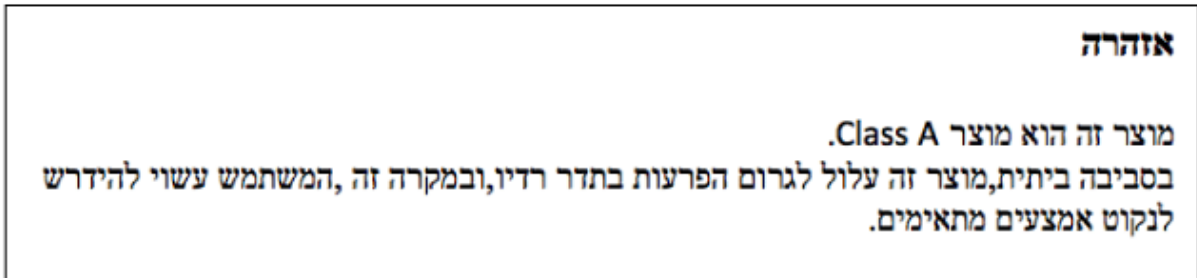 אזהרה
מוצר זה הוא מוצר Class A.
בסביבה ביתית,מוצר זה עלול לגרום הפרעות בתדר רדיו,ובמקרה זה ,המשתמש עשוי להידרש
לנקוט אמצעים מתאימים.